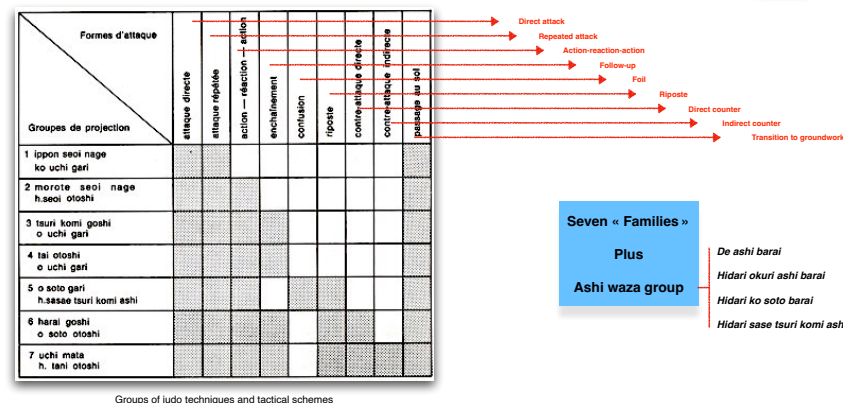 Formes d'attaque
Groupes de projection
attaque directe
attaque répétée
action — réaction — action
enchaînement
confusion
riposte
contre-attaque directe
contre-attaque indirecte
passage au sol
Direct attack
Repeated attack
Action-reaction-action
Follow-up
Foil
Riposte
Direct counter
Indirect counter
Transition to groundwork
1 ippon seoi nage
ko uchi gari
2 morote seoi nage
h.seoi otoshi
3 tsuri komi goshi
o uchi gari
4 tai otoshi
o uchi gari
5 o soto gari
h.sasae tsuri komi ashi
6 harai goshi
o soto otoshi
7 uchi mata
h. tani otoshi
Seven « Families »
Plus
Ashi waza group
De ashi barai
Hidari okuri ashi barai
Hidari ko soto barai
Hidari sase tsuri komi ash
Groups of judo techniques and tactical schemes